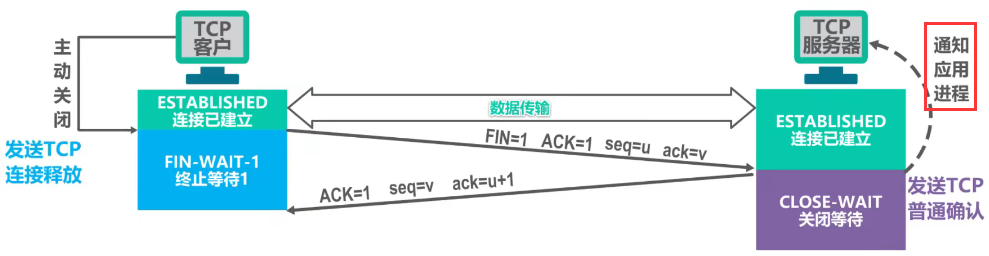 TCP
客户
主动关闭
ESTABLISHED
连接已建立
发送TCP
连接释放
FIN-WAIT-1
终止等待1
数据传输
FIN=1 ACK=1 seq=u ack=v
ACK=1 seq=v ack=u+1
TCP
服务器
通知
应用
进程
ESTABLISHED
连接已建立
CLOSE-WAIT
关闭等待
发送TCP
普通确认